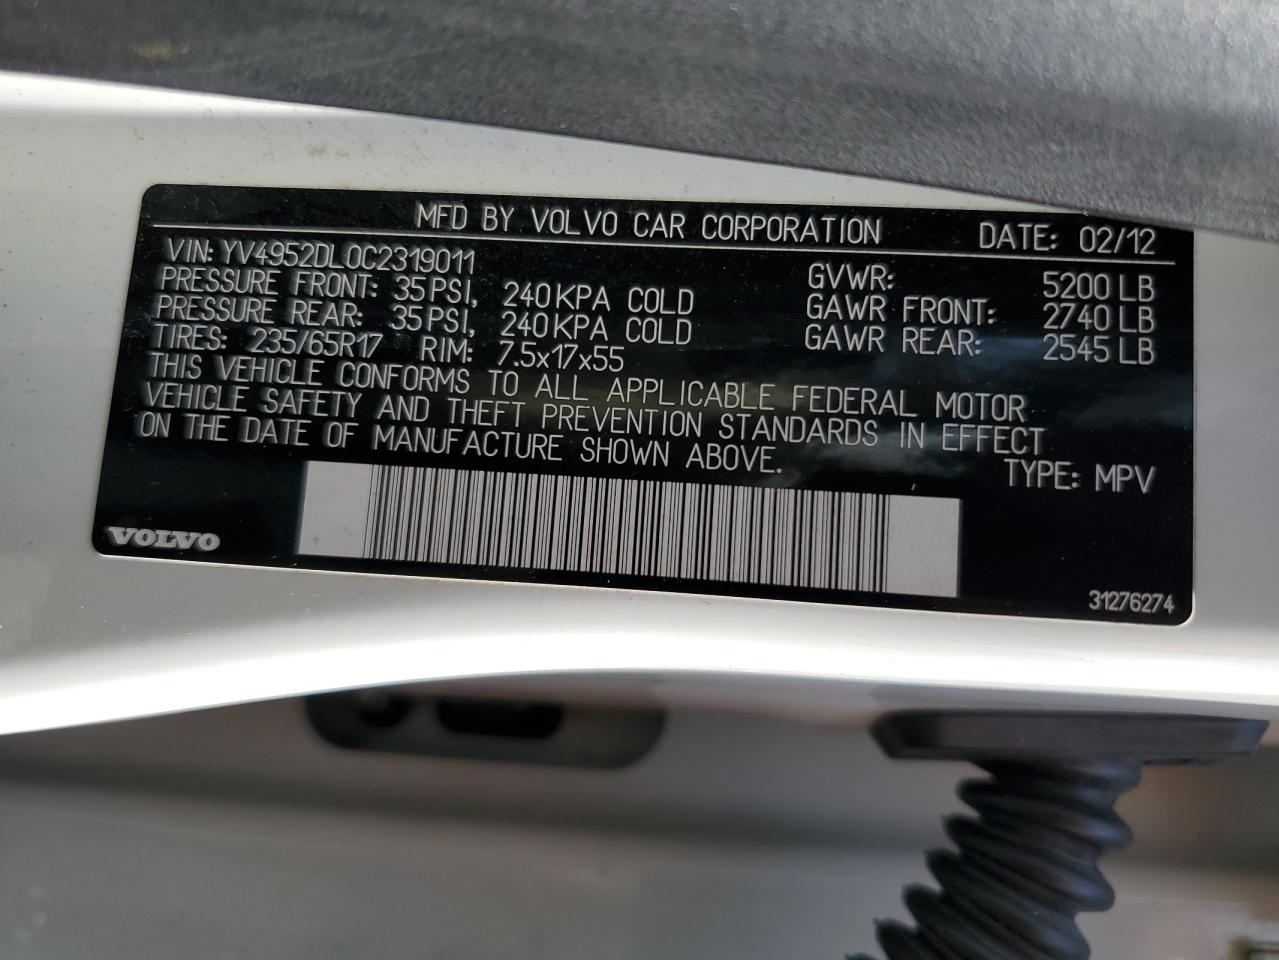 MFD BY VOLVO CAR CORPORATION DATE: 02/12
VIN: YV4952DL0C2319011 GVWR: 5200 LB
PRESSURE FRONT: 35 PSI, 240 KPA COLD GAWR FRONT: 2740 LB
PRESSURE REAR: 35 PSI, 240 KPA COLD GAWR REAR: 2545 LB
TIRES: 235/65R17 RIM: 7.5x17x55
THIS VEHICLE CONFORMS TO ALL APPLICABLE FEDERAL MOTOR
VEHICLE SAFETY AND THEFT PREVENTION STANDARDS IN EFFECT
ON THE DATE OF MANUFACTURE SHOWN ABOVE.
TYPE: MPV
VOLVO
31276274